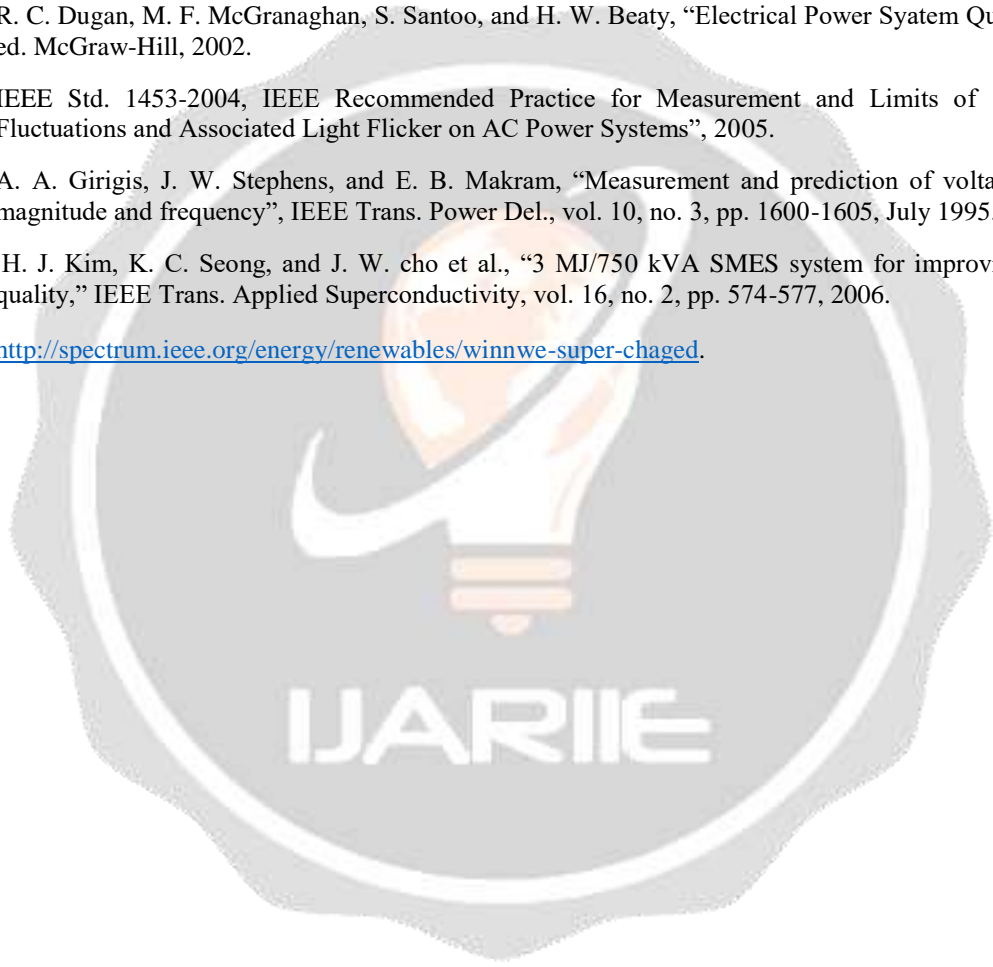 R. C. Dugan, M. F. McGranaghan, S. Santoo, and H. W. Beaty, “Electrical Power Syatem Qu
ed. McGraw-Hill, 2002.
IEEE Std. 1453-2004, IEEE Recommended Practice for Measurement and Limits of
Fluctuations and Associated Light Flicker on AC Power Systems”, 2005.
A. A. Girigis, J. W. Stephens, and E. B. Makram, “Measurement and prediction of volta
magnitude and frequency”, IEEE Trans. Power Del., vol. 10, no. 3, pp. 1600-1605, July 1995.
H. J. Kim, K. C. Seong, and J. W. cho et al., “3 MJ/750 kVA SMES system for improvi
quality,” IEEE Trans. Applied Superconductivity, vol. 16, no. 2, pp. 574-577, 2006.
http://spectrum.ieee.org/energy/renewables/winnwe-super-chaged.
IJARIIE